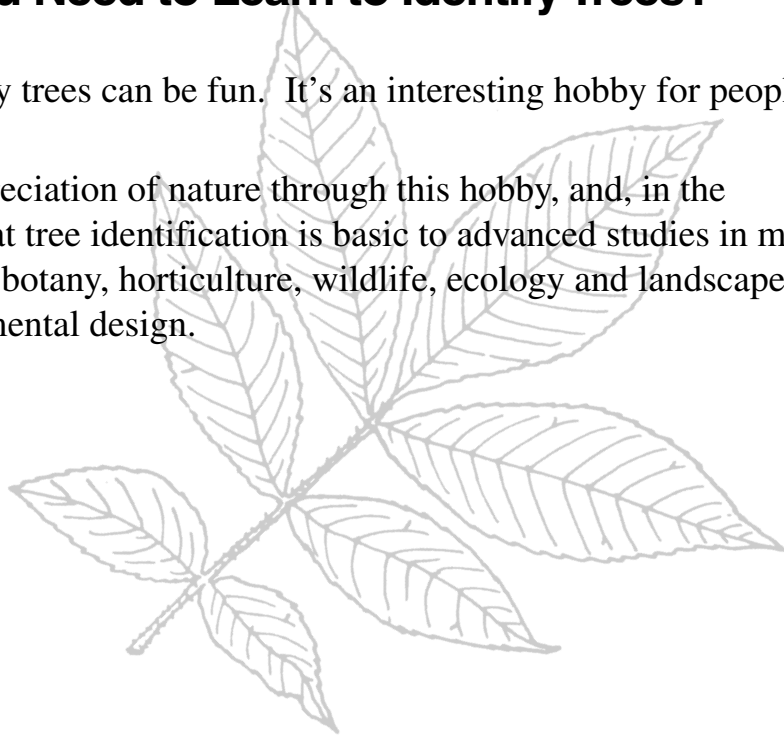 d Need to Learn to Identify Trees?
y trees can be fun.  It’s an interesting hobby for peopl
eciation of nature through this hobby, and, in the
at tree identification is basic to advanced studies in m
botany, horticulture, wildlife, ecology and landscape
mental design.